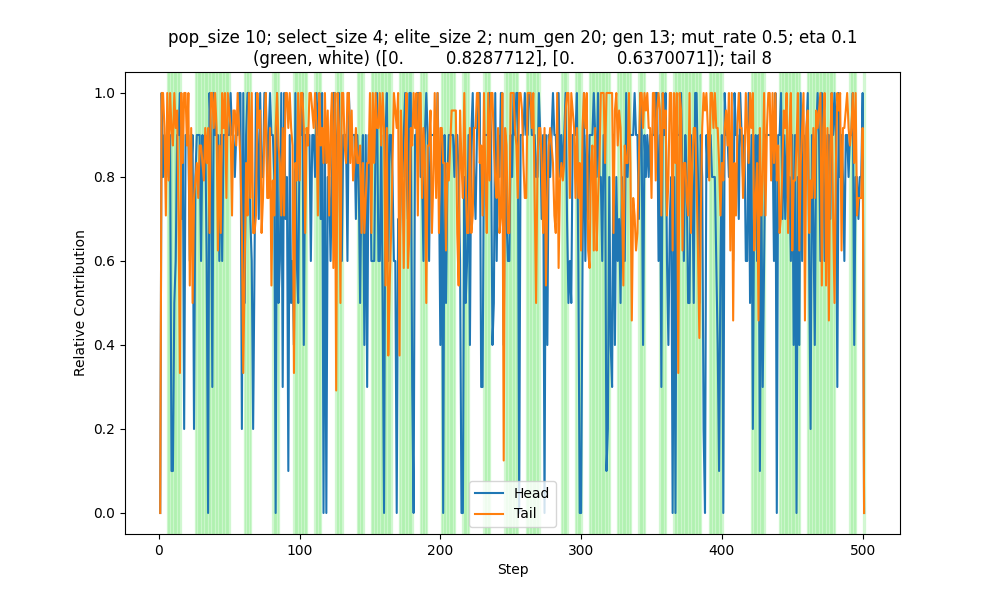 pop_size 10; select_size 4; elite_size 2; num_gen 20; gen 13; mut_rate 0.5; eta 0.1
(green, white) ([0. 0.8287712], [0. 0.6370071]); tail 8
Relative Contribution
1.0
0.8
0.6
0.4
0.2
0.0
Head
Tail
0 100 200 300 400 500
Step